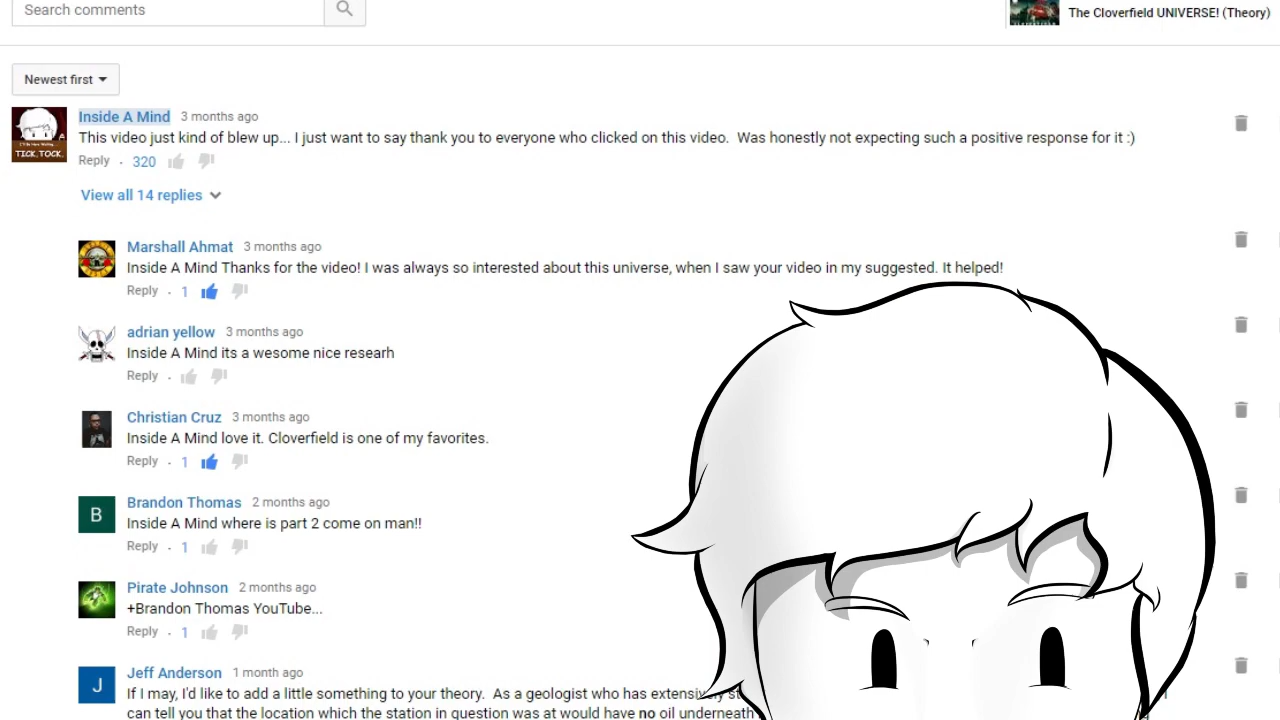 Search comments
The Cloverfield UNIVERSE! (Theory)
Newest first
Inside A Mind 3 months ago
This video just kind of blew up... I just want to say thank you to everyone who clicked on this video.  Was honestly not expecting such a positive response for it :)
TICK.TOCK.
Reply · 320
View all 14 replies
Marshall Ahmat 3 months ago
Inside A Mind Thanks for the video! I was always so interested about this universe, when I saw your video in my suggested. It helped!
Reply · 1
adrian yellow 3 months ago
Inside A Mind its a wesome nice researh
Reply ·
Christian Cruz 3 months ago
Inside A Mind love it. Cloverfield is one of my favorites.
Reply · 1
B
Brandon Thomas 2 months ago
Inside A Mind where is part 2 come on man!!
Reply · 1
Pirate Johnson 2 months ago
+Brandon Thomas YouTube...
Reply · 1
J
Jeff Anderson 1 month ago
If I may, I'd like to add a little something to your theory.  As a geologist who has
can tell you that the location which the station in question was at would have no oil underneath